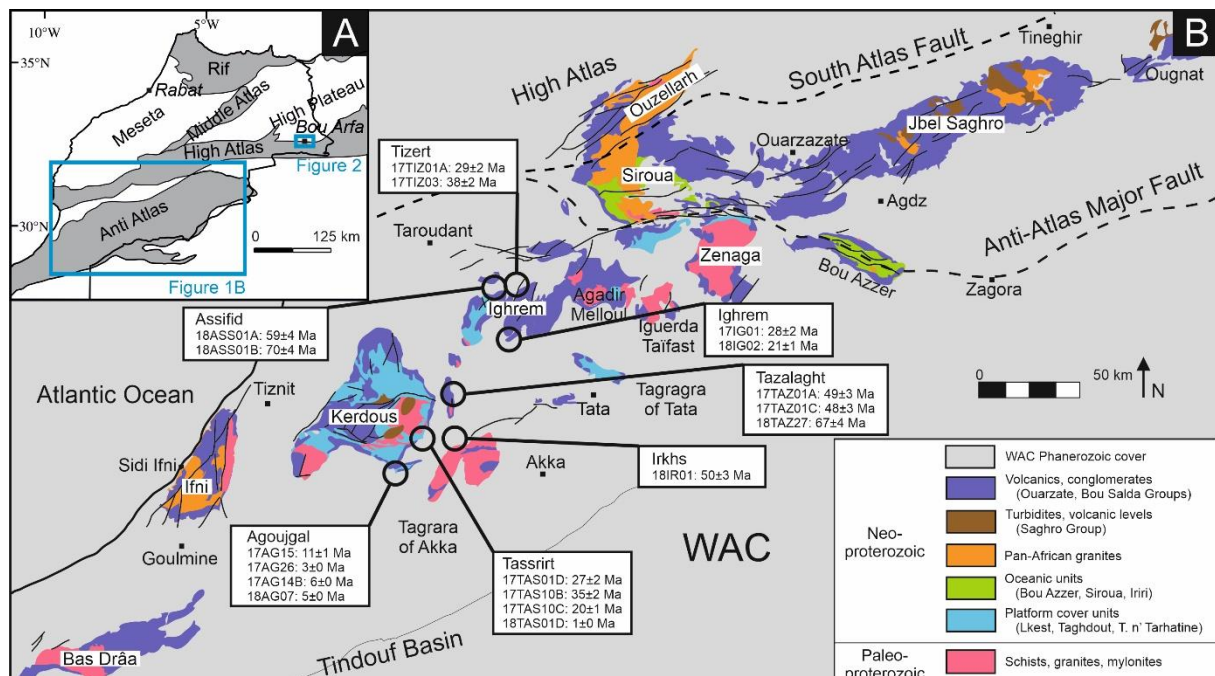 A
10°W
5°W
35°N
30°N
Rif
Rabat
Meseta
Middle Atlas
High Plateau
Bou Arfa
High Atlas
Figure 2
Anti Atlas
0 125 km
Figure 1B
B
High Atlas
South Atlas Fault
Tineghir
Ougnat
Ouzellarh
Jbel Saghro
Ouarzazate
Tizert
17TIZ01A: 29±2 Ma
17TIZ03: 38±2 Ma
Siroua
Agdz
Anti-Atlas Major Fault
Taroudant
Zenaga
Bou Azzer
Zagora
Ighrem
Agadir
Melloul
Iguerda
Taïfast
Assifid
18ASS01A: 59±4 Ma
18ASS01B: 70±4 Ma
Ighrem
17IG01: 28±2 Ma
18IG02: 21±1 Ma
Atlantic Ocean
Tiznit
Tata
Tagragra
of Tata
Tazalaght
17TAZ01A: 49±3 Ma
17TAZ01C: 48±3 Ma
18TAZ27: 67±4 Ma
0 50 km
N
Kerdous
Sidi Ifni
Ifni
Akka
Irkhs
18IR01: 50±3 Ma
Goulmine
Tagrara
of Akka
WAC
Agoujgal
17AG15: 11±1 Ma
17AG26: 3±0 Ma
17AG14B: 6±0 Ma
18AG07: 5±0 Ma
Tassrirt
17TAS01D: 27±2 Ma
17TAS10B: 35±2 Ma
17TAS10C: 20±1 Ma
18TAS01D: 1±0 Ma
Bas Drâa
Tindouf Basin
WAC Phanerozoic cover
Neo-
proterozoic
Volcanics, conglomerates
(Ouarzate, Bou Salda Groups)
Turbidites, volcanic levels
(Saghro Group)
Pan-African granites
Oceanic units
(Bou Azzer, Siroua, Iriri)
Platform cover units
(Lkest, Taghdout, T. n' Tarhatine)
Paleo-
proterozoic
Schists, granites, mylonites